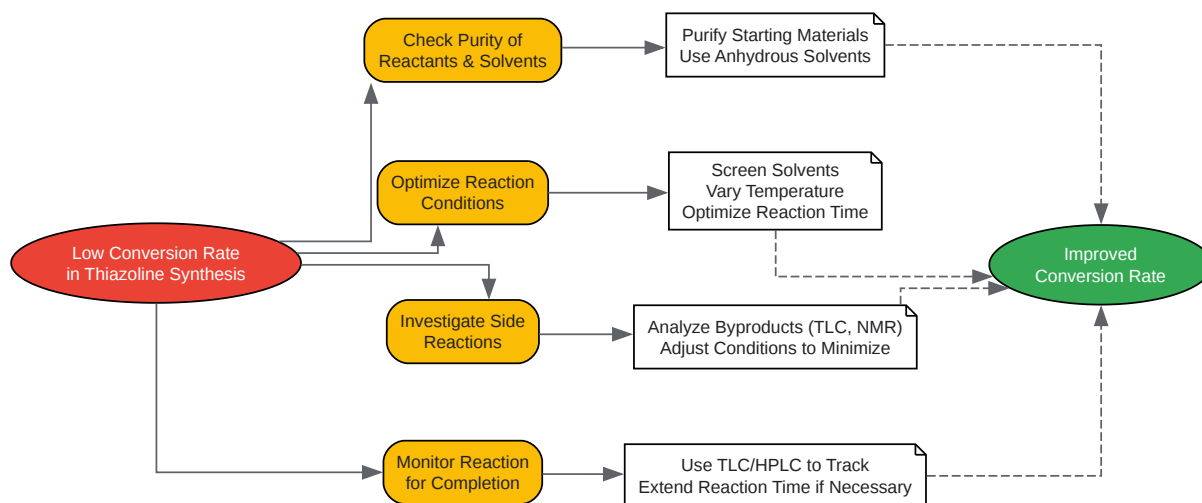 Check Purity of
Reactants & Solvents
Purify Starting Materials
Use Anhydrous Solvents
Optimize Reaction
Conditions
Screen Solvents
Vary Temperature
Optimize Reaction Time
Low Conversion Rate
in Thiazoline Synthesis
Improved
Conversion Rate
Investigate Side
Reactions
Analyze Byproducts (TLC, NMR)
Adjust Conditions to Minimize
Monitor Reaction
for Completion
Use TLC/HPLC to Track
Extend Reaction Time if Necessary